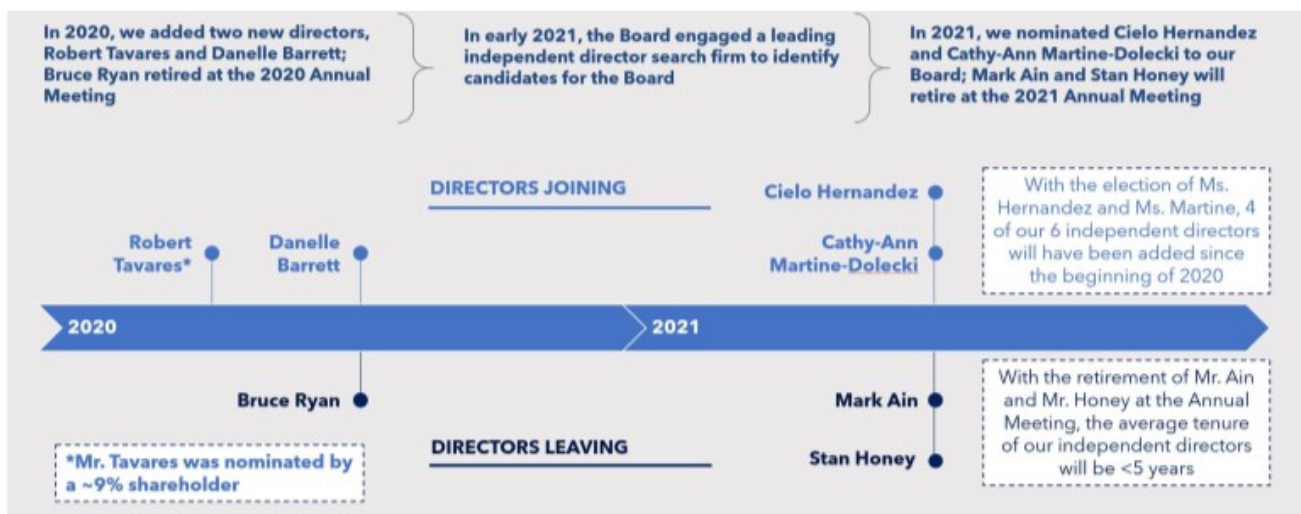 In 2020, we added two new directors,
Robert Tavares and Danelle Barrett;
Bruce Ryan retired at the 2020 Annual
Meeting
In early 2021, the Board engaged a leading
independent director search firm to identify
candidates for the Board
In 2021, we nominated Cielo Hernandez
and Cathy-Ann Martine-Dolecki to our
Board; Mark Ain and Stan Honey will
retire at the 2021 Annual Meeting
DIRECTORS JOINING
Robert
Tavares*
Danelle
Barrett
Cielo Hernandez
Cathy-Ann
Martine-Dolecki
With the election of Ms.
Hernandez and Ms. Martine, 4
of our 6 independent directors
will have been added since
the beginning of 2020
2020
2021
Bruce Ryan
Mark Ain
Stan Honey
DIRECTORS LEAVING
*Mr. Tavares was nominated by
a ~9% shareholder
With the retirement of Mr. Ain
and Mr. Honey at the Annual
Meeting, the average tenure
of our independent directors
will be <5 years